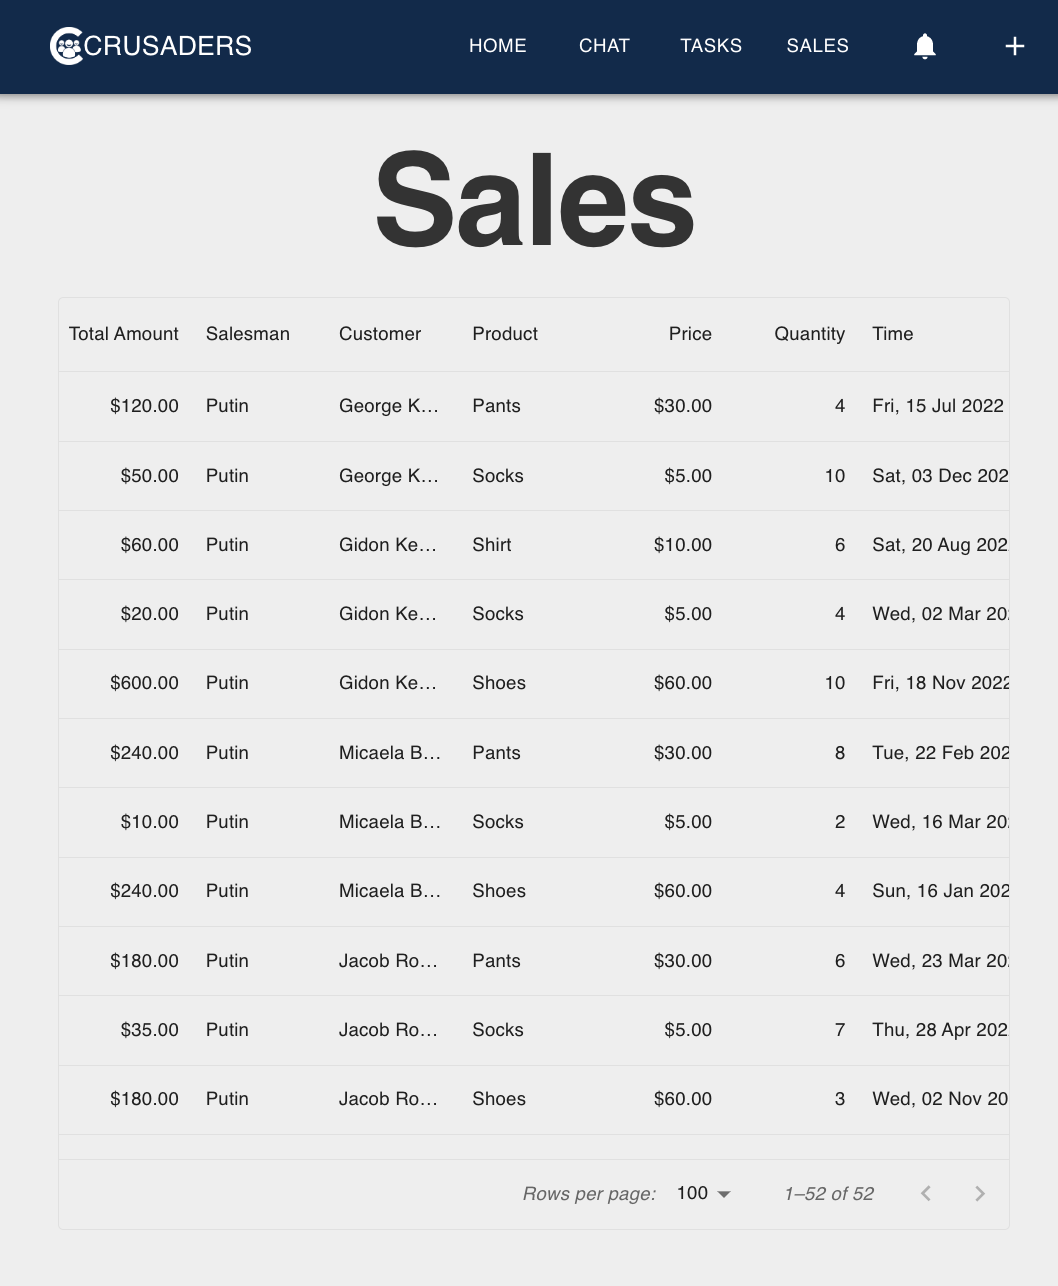 CRUSADERS HOME CHAT TASKS SALES
Sales
Total Amount Salesman Customer Product Price Quantity Time
$120.00 Putin George K... Pants $30.00 4 Fri, 15 Jul 2022
$50.00 Putin George K... Socks $5.00 10 Sat, 03 Dec 202
$60.00 Putin Gidon Ke... Shirt $10.00 6 Sat, 20 Aug 202
$20.00 Putin Gidon Ke... Socks $5.00 4 Wed, 02 Mar 20
$600.00 Putin Gidon Ke... Shoes $60.00 10 Fri, 18 Nov 2022
$240.00 Putin Micaela B... Pants $30.00 8 Tue, 22 Feb 202
$10.00 Putin Micaela B... Socks $5.00 2 Wed, 16 Mar 20
$240.00 Putin Micaela B... Shoes $60.00 4 Sun, 16 Jan 202
$180.00 Putin Jacob Ro... Pants $30.00 6 Wed, 23 Mar 20
$35.00 Putin Jacob Ro... Socks $5.00 7 Thu, 28 Apr 202
$180.00 Putin Jacob Ro... Shoes $60.00 3 Wed, 02 Nov 20
Rows per page: 100 1–52 of 52